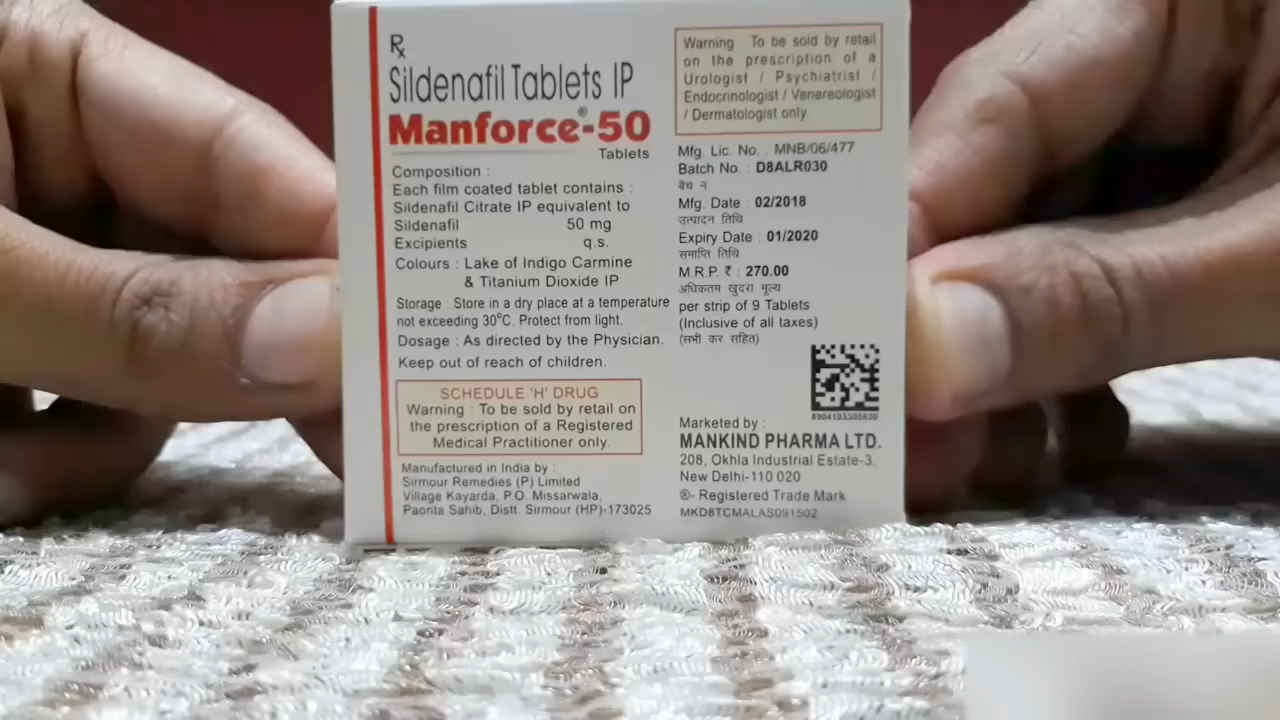 Rx
Sildenafil Tablets IP
Manforce®-50
Tablets
Composition :
Each film coated tablet contains :
Sildenafil Citrate IP equivalent to
Sildenafil 50 mg
Excipients q.s.
Colours : Lake of Indigo Carmine
& Titanium Dioxide IP
Storage : Store in a dry place at a temperature
not exceeding 30°C. Protect from light.
Dosage : As directed by the Physician.
Keep out of reach of children.
SCHEDULE 'H' DRUG
Warning : To be sold by retail on
the prescription of a Registered
Medical Practitioner only.
Manufactured in India by :
Sirmour Remedies (P) Limited
Village Kayarda, P.O. Missarwala,
Paonta Sahib, Distt. Sirmour (HP)-173025
Warning To be sold by retail
on the prescription of a
Urologist / Psychiatrist /
Endocrinologist / Venereologist
/ Dermatologist only
Mfg. Lic. No. : MNB/06/477
Batch No. : D8ALR030
बैच नं
Mfg. Date : 02/2018
उत्पादन तिथि
Expiry Date : 01/2020
समाप्ति तिथि
M.R.P. ₹ : 270.00
अधिकतम खुदरा मूल्य
per strip of 9 Tablets
(Inclusive of all taxes)
(सभी कर सहित)
Marketed by :
MANKIND PHARMA LTD.
208, Okhla Industrial Estate-3,
New Delhi-110 020
®- Registered Trade Mark
MKD8TCMALAS091502